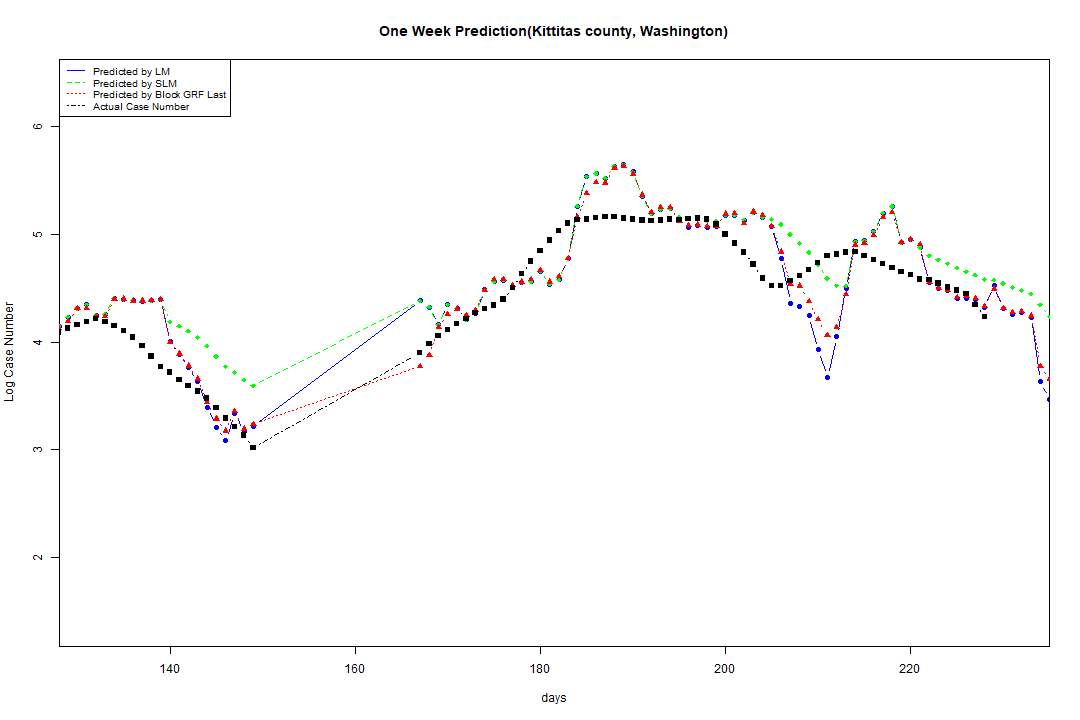 One Week Prediction(Kittitas county, Washington)
Predicted by LM
Predicted by SLM
Predicted by Block GRF Last
Actual Case Number
6
5
4
3
2
Log Case Number
140 160 180 200 220
days